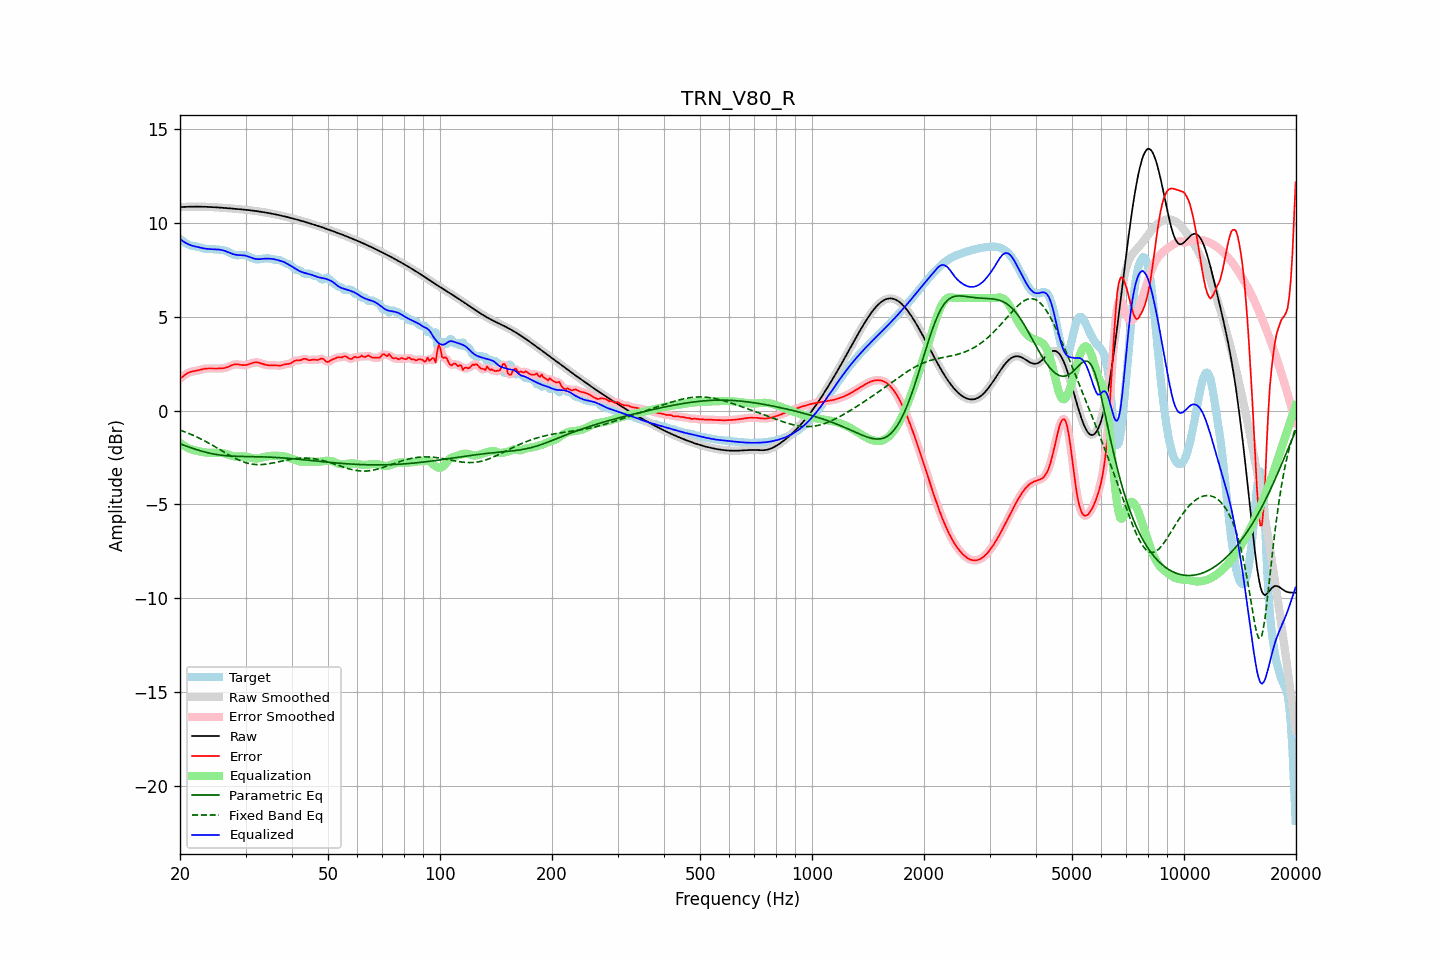 TRN_V80_R
15
10
5
0
−5
−10
−15
−20
Amplitude (dBr)
Target
Raw Smoothed
Error Smoothed
Raw
Error
Equalization
Parametric Eq
Fixed Band Eq
Equalized
20 50 100 200 500 1000 2000 5000 10000 20000
Frequency (Hz)